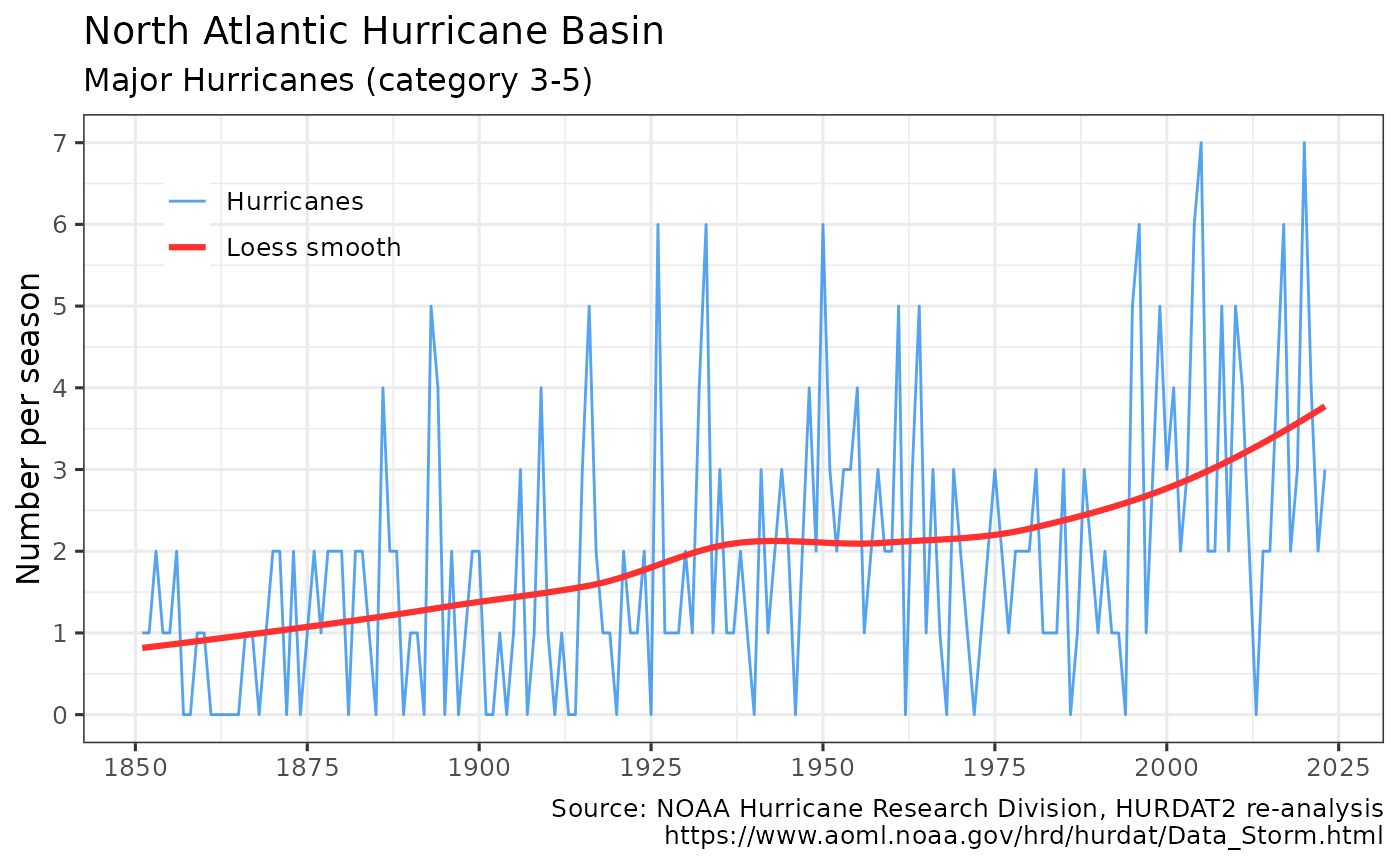 North Atlantic Hurricane Basin
Major Hurricanes (category 3-5)
Number per season
7
6
5
4
3
2
1
0
Hurricanes
Loess smooth
1850 1875 1900 1925 1950 1975 2000 2025
Source: NOAA Hurricane Research Division, HURDAT2 re-analysis
https://www.aoml.noaa.gov/hrd/hurdat/Data_Storm.html